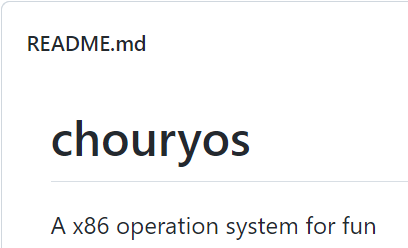 README.md
chouryos
A x86 operation system for fun